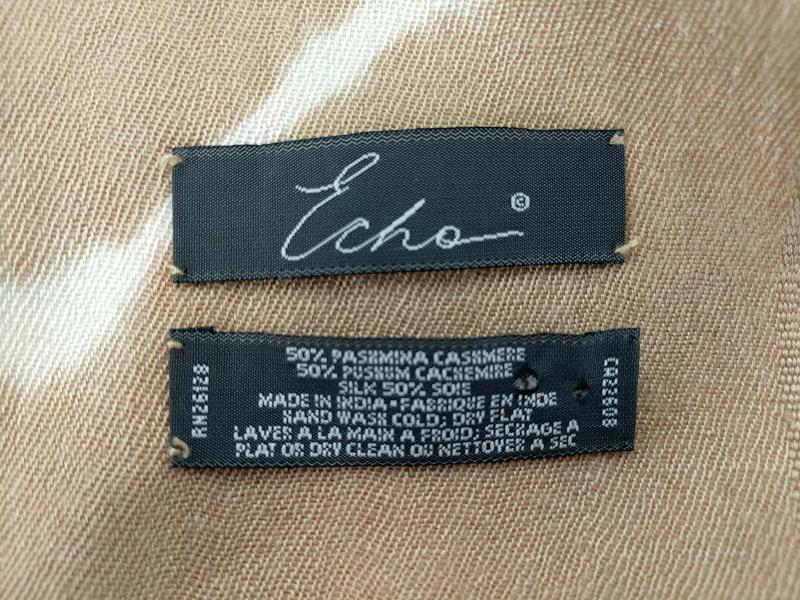 Echo ©
RN26128
50% PASHMINA CASHMERE
50% PUSHUM CACHEMIRE
SILK 50% SOIE
MADE IN INDIA • FABRIQUE EN INDE
HAND WASH COLD; DRY FLAT
LAVER A LA MAIN A FROID; SECHAGE A
PLAT OR DRY CLEAN OU NETTOYER A SEC
CA22608